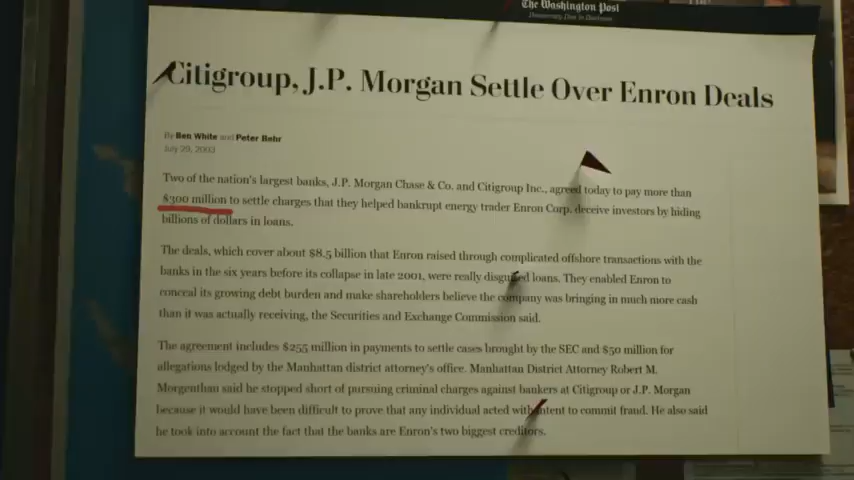 The Washington Post
Democracy Dies in Darkness
Citigroup, J.P. Morgan Settle Over Enron Deals
By Ben White and Peter Behr
July 29, 2003
Two of the nation's largest banks, J.P. Morgan Chase & Co. and Citigroup Inc., agreed today to pay more than
$300 million to settle charges that they helped bankrupt energy trader Enron Corp. deceive investors by hiding
billions of dollars in loans.
The deals, which cover about $8.5 billion that Enron raised through complicated offshore transactions with the
banks in the six years before its collapse in late 2001, were really disguised loans. They enabled Enron to
conceal its growing debt burden and make shareholders believe the company was bringing in much more cash
than it was actually receiving, the Securities and Exchange Commission said.
The agreement includes $255 million in payments to settle cases brought by the SEC and $50 million for
allegations lodged by the Manhattan district attorney's office. Manhattan District Attorney Robert M.
Morgenthau said he stopped short of pursuing criminal charges against bankers at Citigroup or J.P. Morgan
because it would have been difficult to prove that any individual acted with intent to commit fraud. He also said
he took into account the fact that the banks are Enron's two biggest creditors.